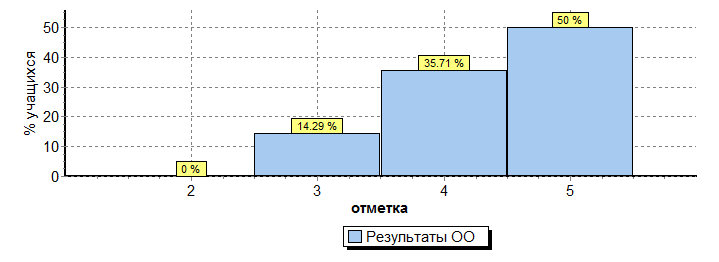 % учащихся
50
40
30
20
10
0
0 %
14.29 %
35.71 %
50 %
2 3 4 5
отметка
Результаты ОО